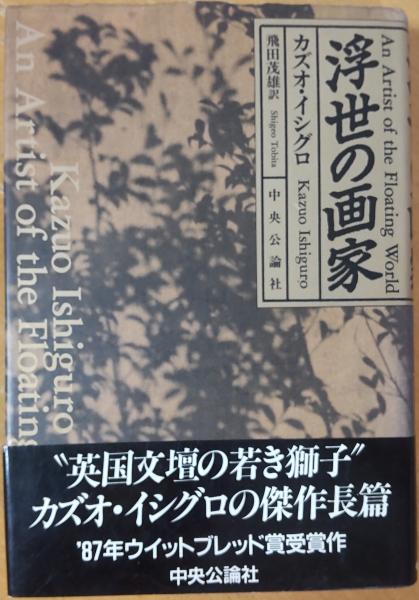 浮世の画家
An Artist of the Floating World
カズオ・イシグロ Kazuo Ishiguro
飛田茂雄訳 Shigeo Tobita
中央公論社
Kazuo Ishiguro
An Artist of the Floating
"英国文壇の若き獅子"
カズオ・イシグロの傑作長篇
'87年ウイットブレッド賞受賞作
中央公論社